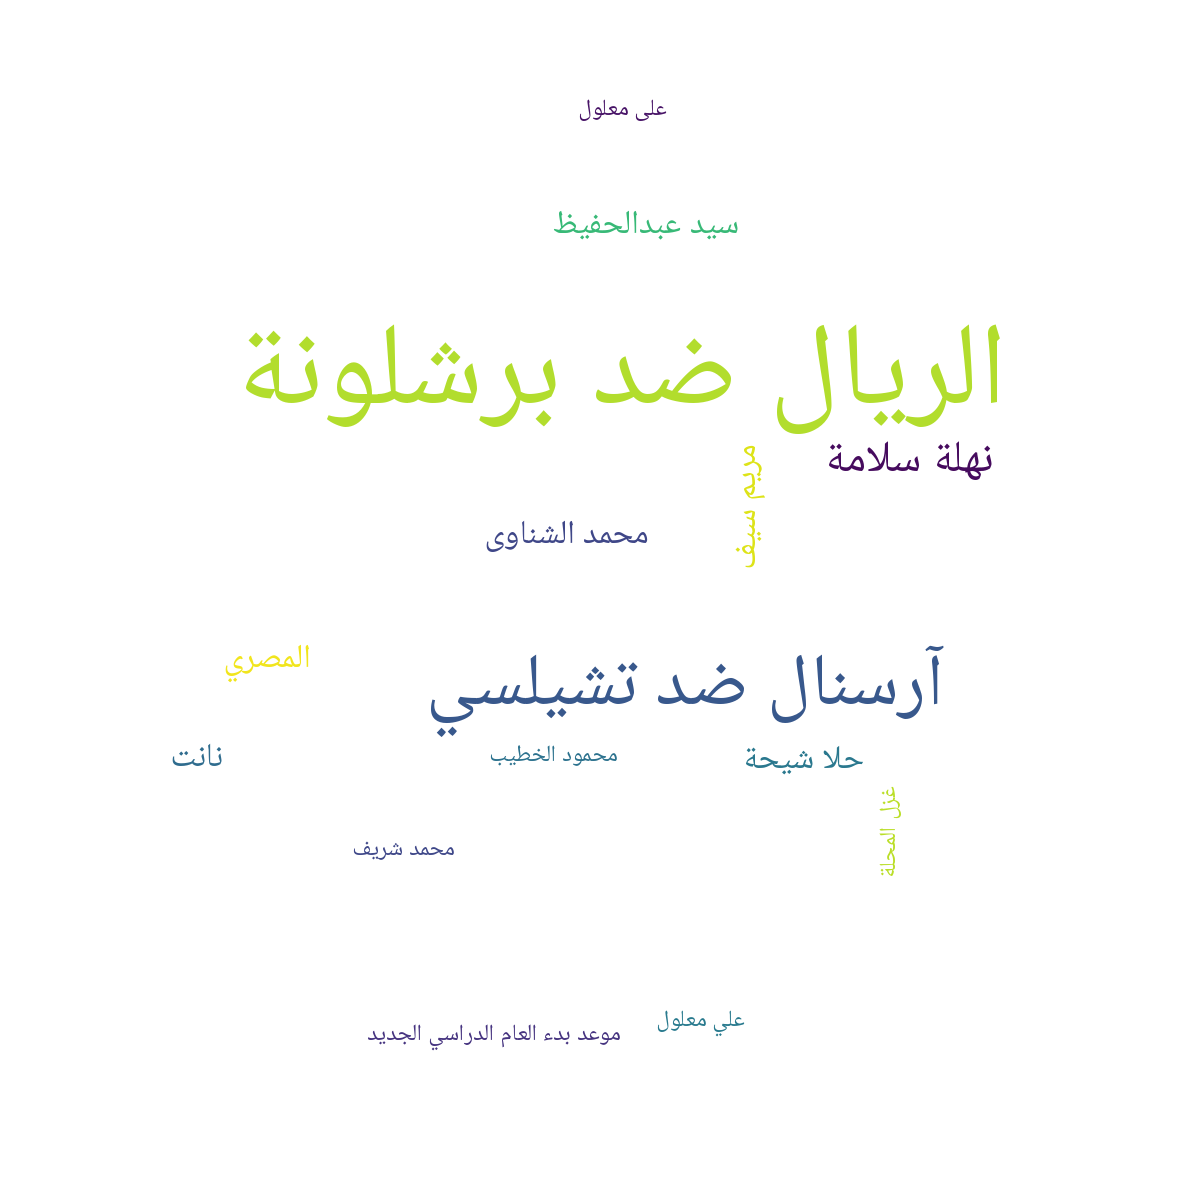 على معلول
سيد عبدالحفيظ
الريال ضد برشلونة
نهلة سلامة
مريم سيف
محمد الشناوى
المصري
آرسنال ضد تشيلسي
حلا شيحة
محمود الخطيب
نانت
غزل المحلة
محمد شريف
علي معلول
موعد بدء العام الدراسي الجديد